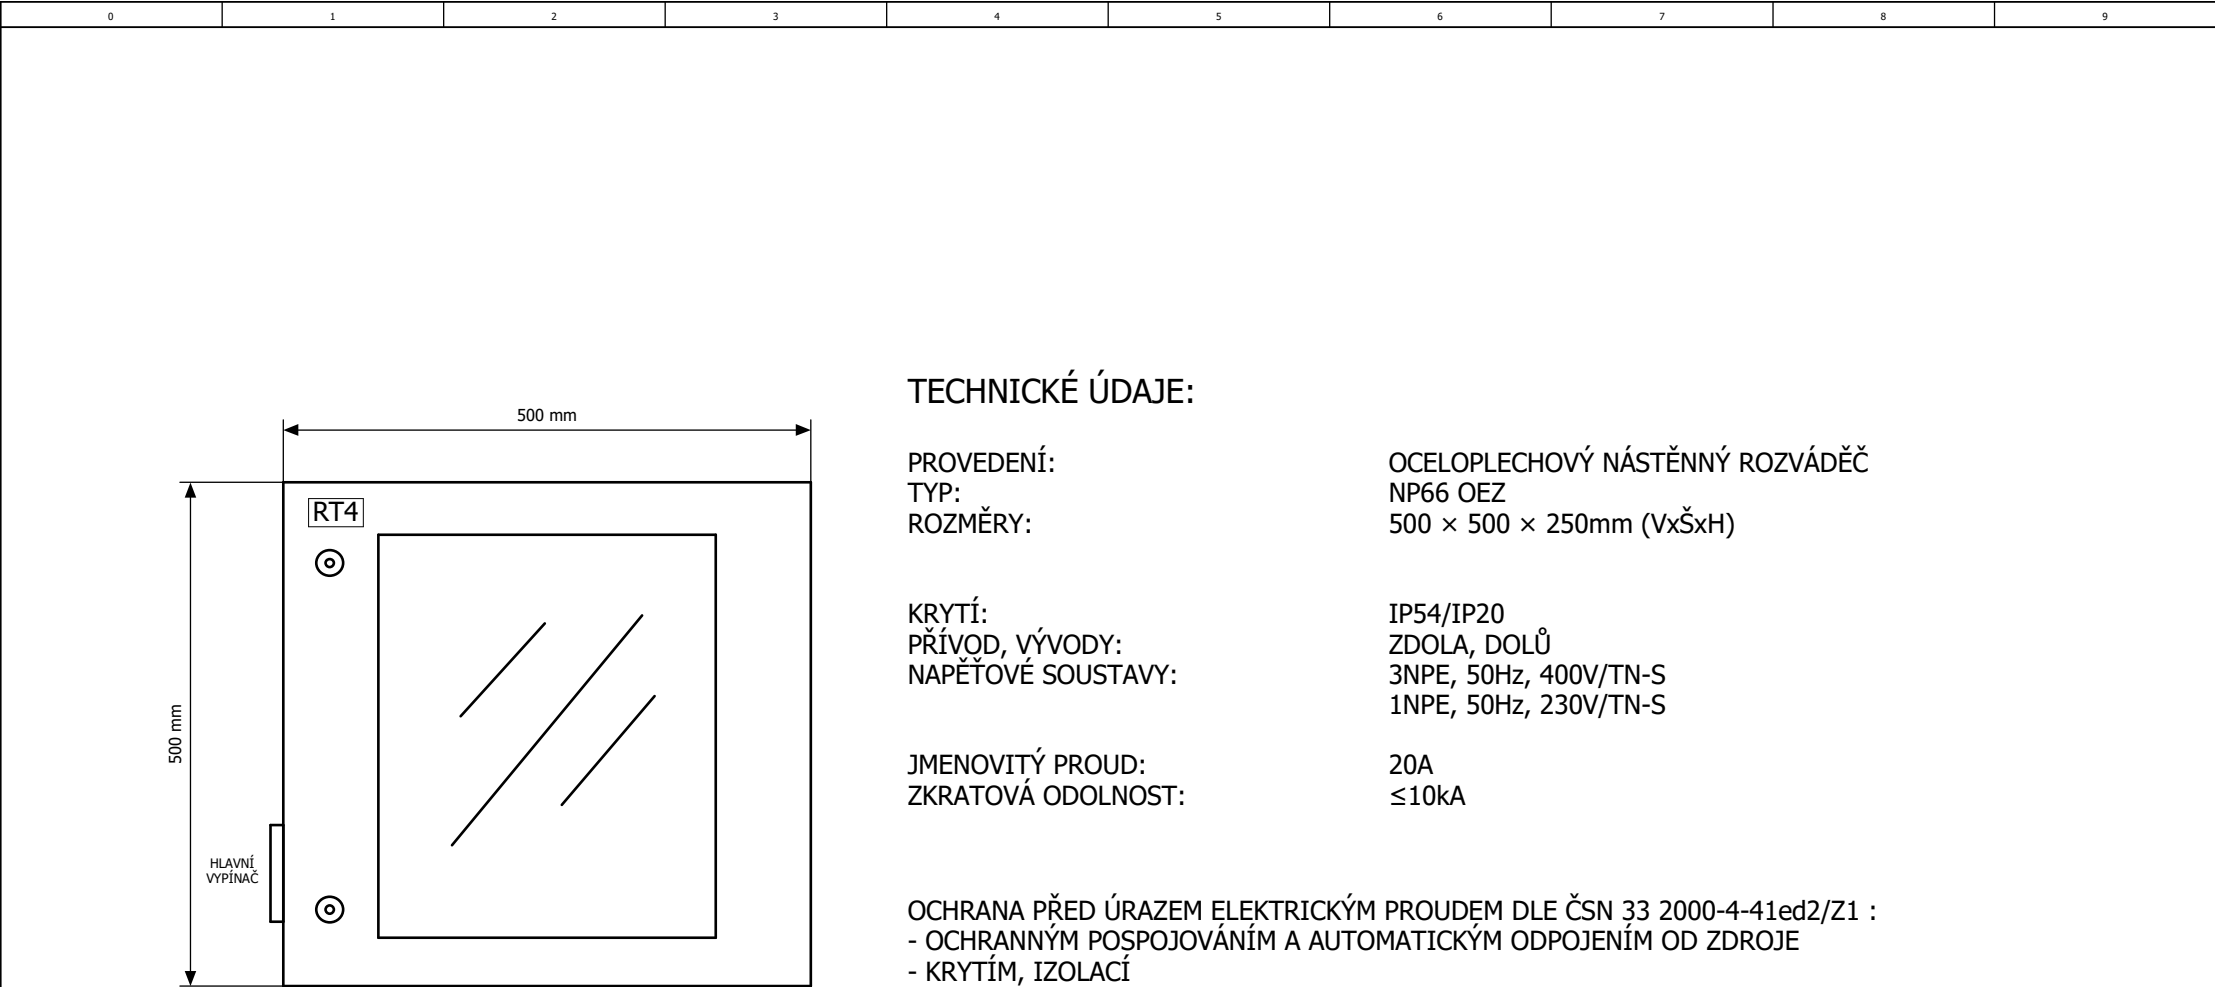 0 1 2 3 4 5 6 7 8 9
500 mm
RT4
500 mm
HLAVNÍ
VYPÍNAČ
TECHNICKÉ ÚDAJE:
PROVEDENÍ: OCELOPLECHOVÝ NÁSTĚNNÝ ROZVÁDĚČ
TYP: NP66 OEZ
ROZMĚRY: 500 × 500 × 250mm (VxŠxH)
KRYTÍ: IP54/IP20
PŘÍVOD, VÝVODY: ZDOLA, DOLŮ
NAPĚŤOVÉ SOUSTAVY: 3NPE, 50Hz, 400V/TN-S
1NPE, 50Hz, 230V/TN-S
JMENOVITÝ PROUD: 20A
ZKRATOVÁ ODOLNOST: ≤10kA
OCHRANA PŘED ÚRAZEM ELEKTRICKÝM PROUDEM DLE ČSN 33 2000-4-41ed2/Z1 :
- OCHRANNÝM POSPOJOVÁNÍM A AUTOMATICKÝM ODPOJENÍM OD ZDROJE
- KRYTÍM, IZOLACÍ